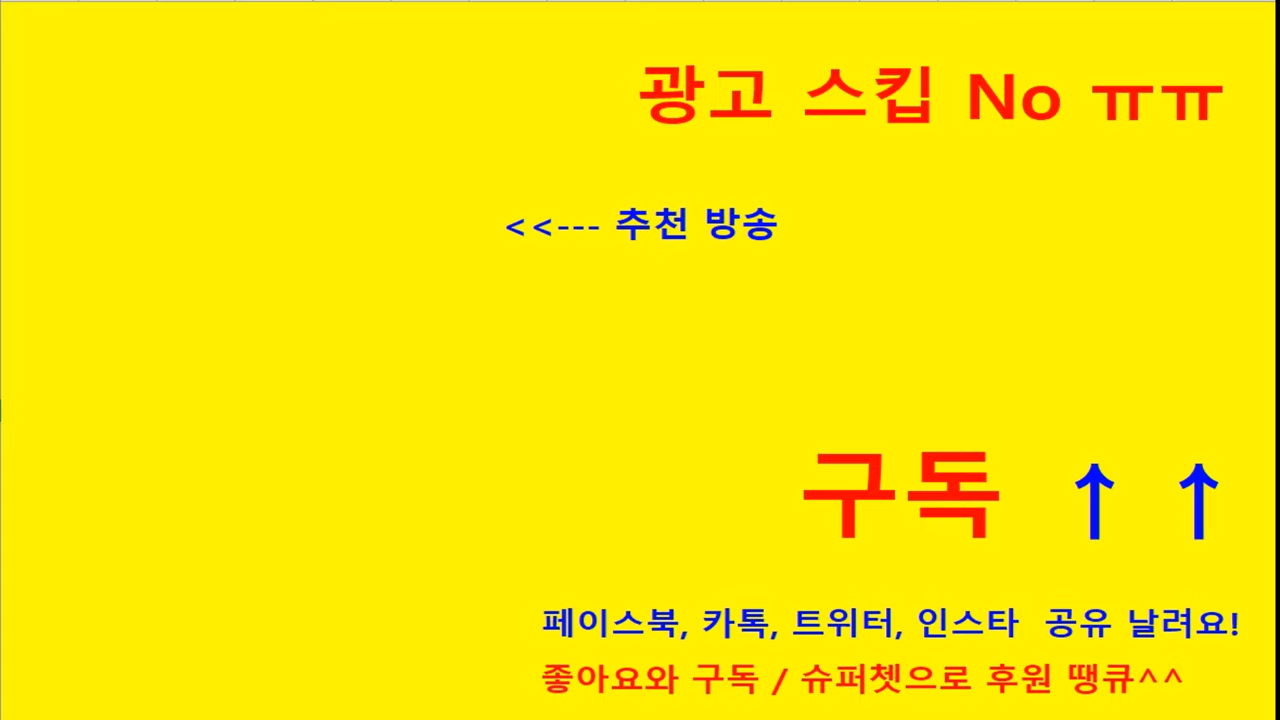 광고 스킵 No ㅠㅠ
<<--- 추천 방송
구독 ↑ ↑
페이스북, 카톡, 트위터, 인스타 공유 날려요!
좋아요와 구독 / 슈퍼쳇으로 후원 땡큐^^